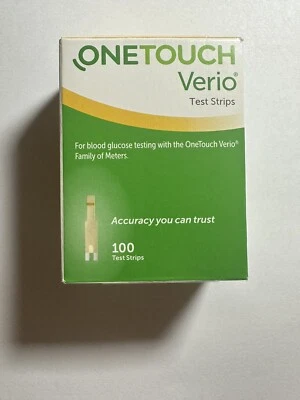 ONETOUCH
Verio®
Test Strips
For blood glucose testing with the OneTouch Verio®
Family of Meters.
Accuracy you can trust
100
Test Strips